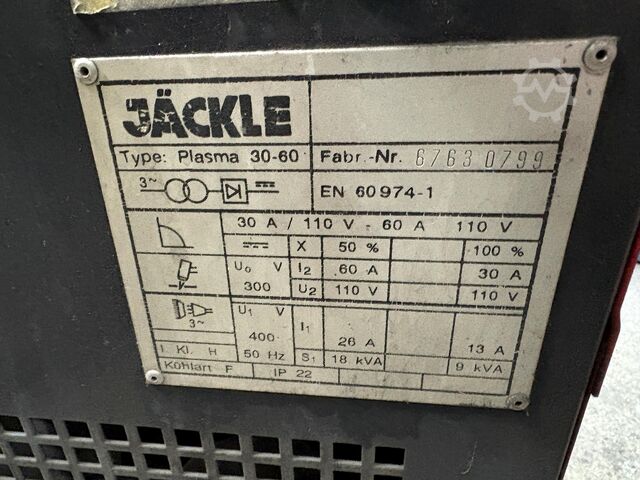 JÄCKLE
Type: Plasma 30-60 Fabr.-Nr. 6763 0799
3~ EN 60974-1
30 A / 110 V - 60 A 110 V
X 50 % 100 %
U₀ V I₂ 60 A 30 A
300 U₂ 110 V 110 V
U₁ V I₁
3~ 400 26 A 13 A
I. Kl. H 50 Hz S₁ 18 kVA 9 kVA
Kühlart F IP 22